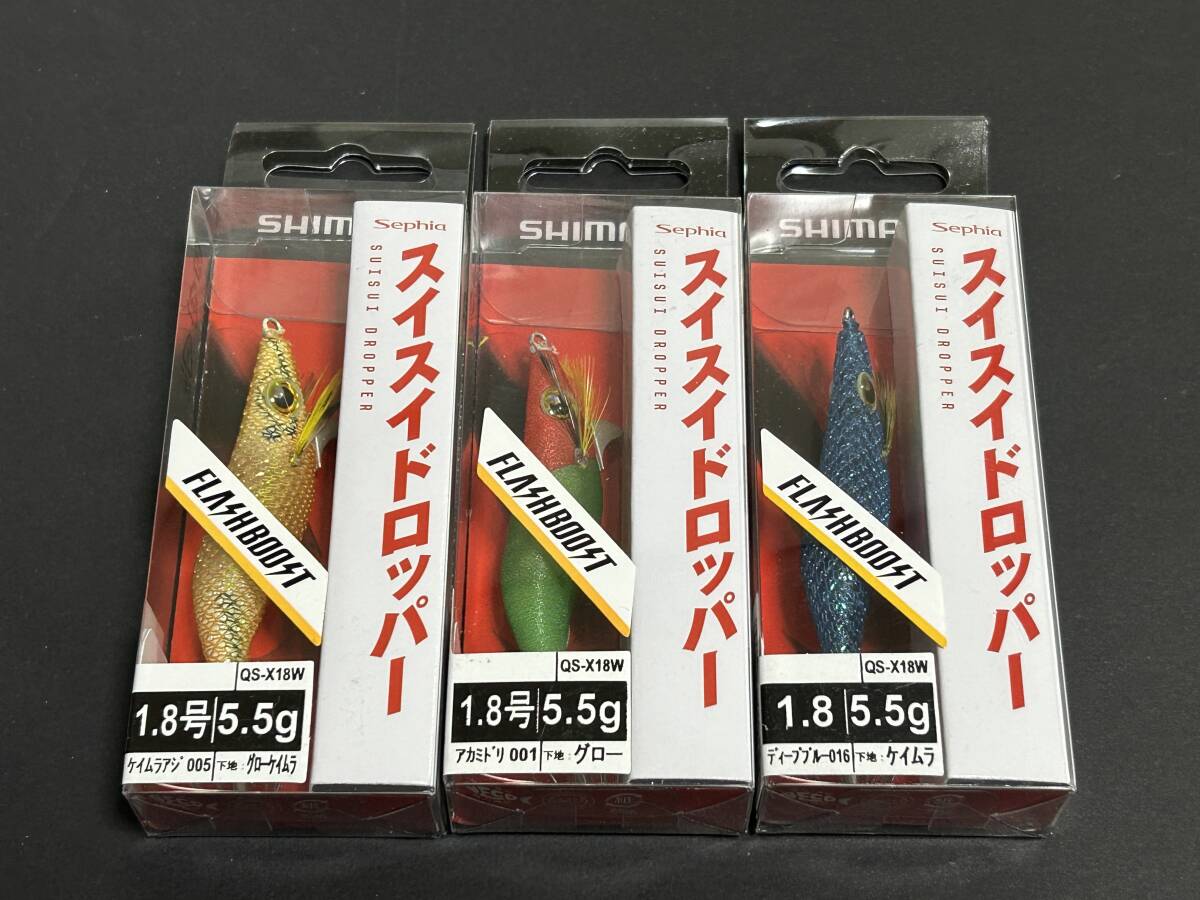 SHIM
Sephia
スイスイドロッパー
SUISUI DROPPER
FLASHBOOST
QS-X18W
1.8号 5.5g
ケイムラアジ 005 下地：グローケイムラ
SHIMA
Sephia
スイスイドロッパー
SUISUI DROPPER
FLASHBOOST
QS-X18W
1.8号 5.5g
アカミドリ 001 下地：グロー
SHIMA
Sephia
スイスイドロッパー
SUISUI DROPPER
FLASHBOOST
QS-X18W
1.8 5.5g
ディープブルー016 下地：ケイムラ